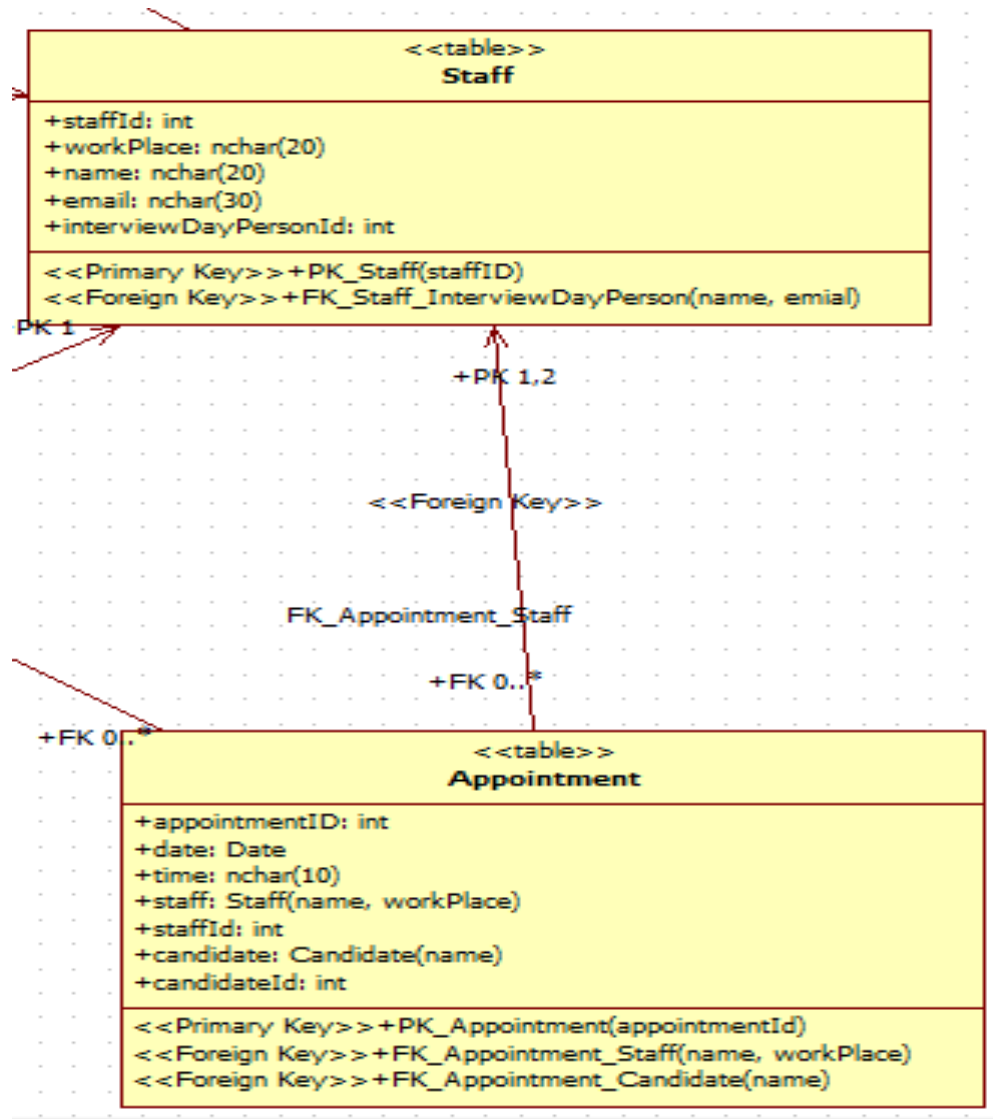 <<table>>
Staff
+staffId: int
+workPlace: nchar(20)
+name: nchar(20)
+email: nchar(30)
+interviewDayPersonId: int
<<Primary Key>>+PK_Staff(staffID)
<<Foreign Key>>+FK_Staff_InterviewDayPerson(name, emial)
PK 1
+PK 1,2
<<Foreign Key>>
FK_Appointment_Staff
+FK 0..*
+FK 0..*
<<table>>
Appointment
+appointmentID: int
+date: Date
+time: nchar(10)
+staff: Staff(name, workPlace)
+staffId: int
+candidate: Candidate(name)
+candidateId: int
<<Primary Key>>+PK_Appointment(appointmentId)
<<Foreign Key>>+FK_Appointment_Staff(name, workPlace)
<<Foreign Key>>+FK_Appointment_Candidate(name)